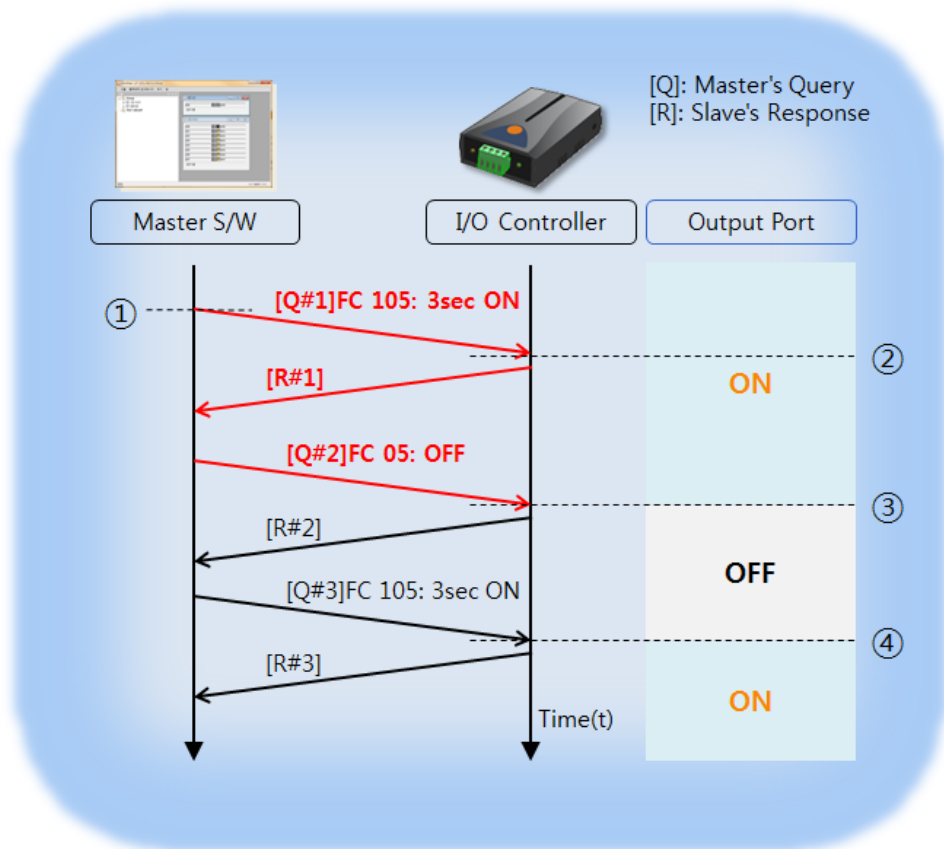 [Q]: Master's Query
[R]: Slave's Response
Master S/W
I/O Controller
Output Port
①
[Q#1]FC 105: 3sec ON
②
[R#1]
ON
[Q#2]FC 05: OFF
③
[R#2]
OFF
[Q#3]FC 105: 3sec ON
④
[R#3]
ON
Time(t)